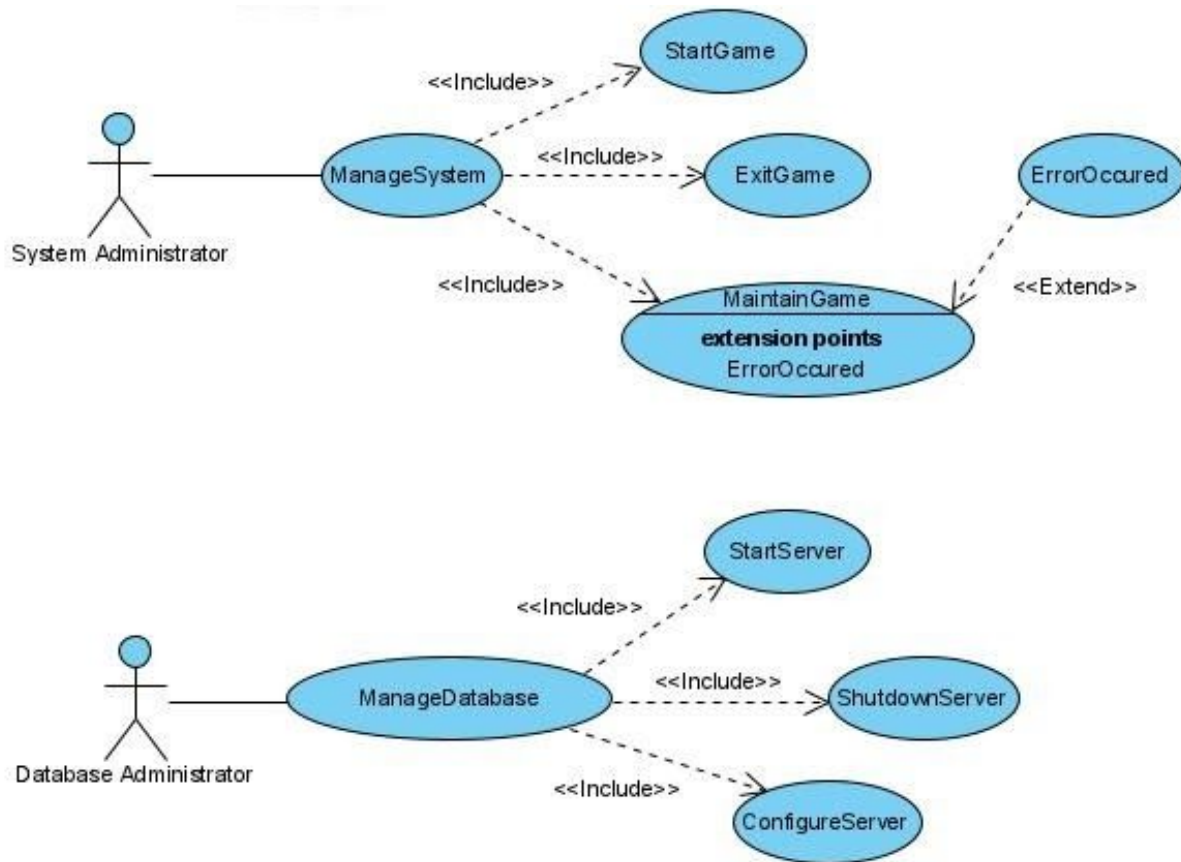 StartGame
<<Include>>
ManageSystem
<<Include>>
ExitGame
ErrorOccured
System Administrator
<<Include>>
MaintainGame
<<Extend>>
extension points
ErrorOccured
StartServer
<<Include>>
ManageDatabase
<<Include>>
ShutdownServer
Database Administrator
<<Include>>
ConfigureServer